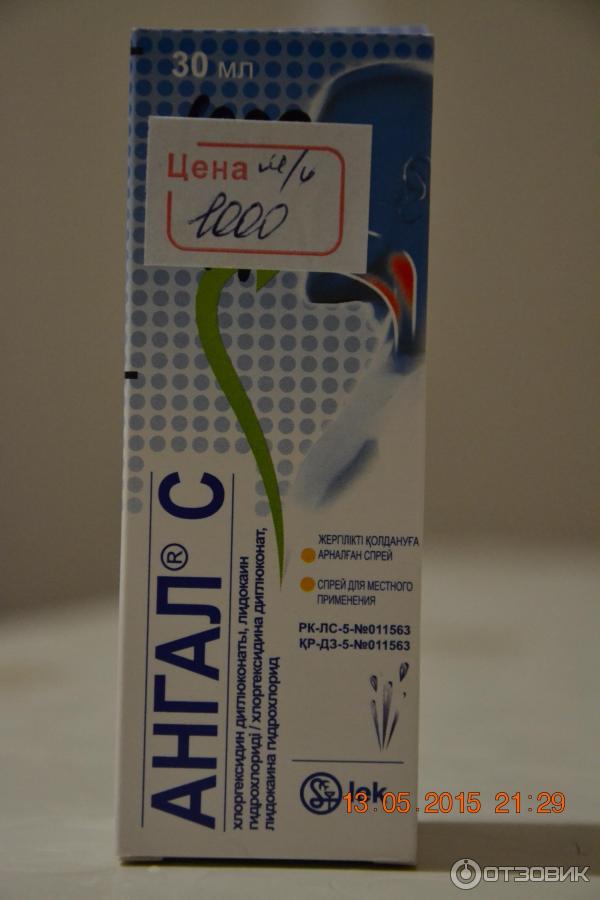 30 мл
Цена
1000
АНГАЛ® С
хлоргексидин диглюконаты, лидокаин
гидрохлориді / хлоргексидина диглюконат,
лидокаина гидрохлорид
ЖЕРГІЛІКТІ ҚОЛДАНУҒА
АРНАЛҒАН СПРЕЙ
СПРЕЙ ДЛЯ МЕСТНОГО
ПРИМЕНЕНИЯ
РК-ЛС-5-№011563
ҚР-ДЗ-5-№011563
lek
13.05.2015 21:29
ОТЗОВИК